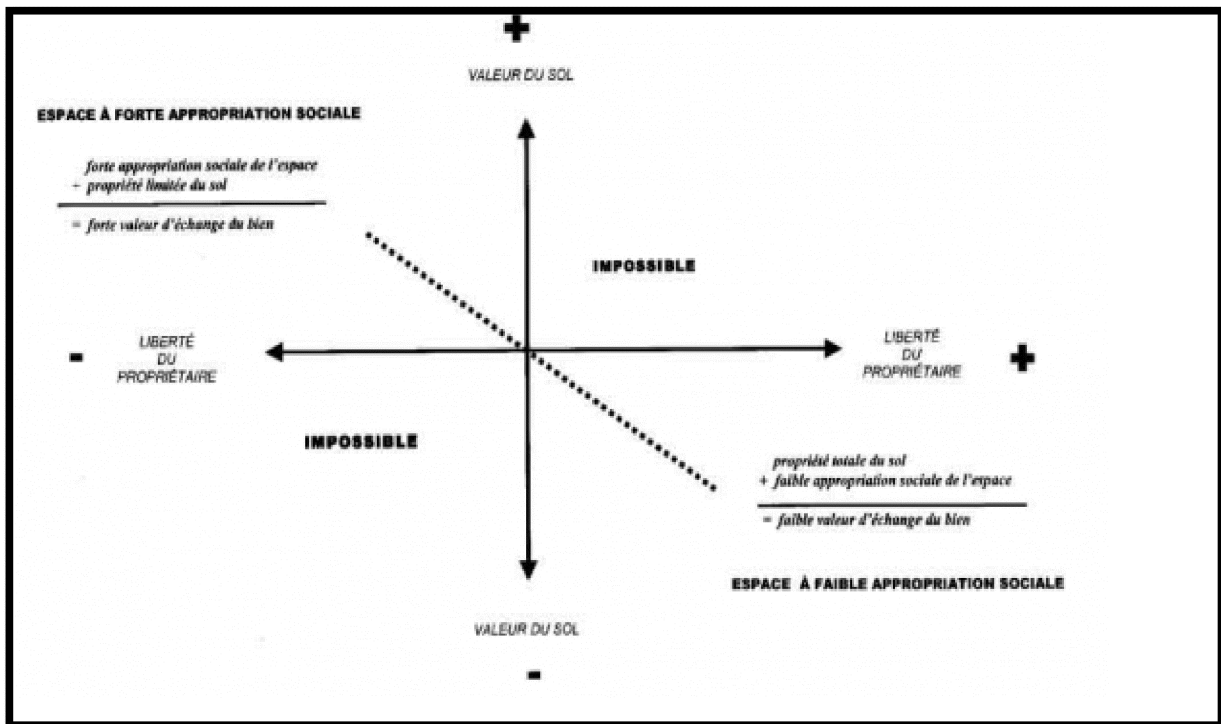 +
VALEUR DU SOL
ESPACE À FORTE APPROPRIATION SOCIALE
forte appropriation sociale de l'espace
+ propriété limitée du sol
= forte valeur d'échange du bien
IMPOSSIBLE
-
LIBERTÉ
DU
PROPRIÉTAIRE
LIBERTÉ
DU
PROPRIÉTAIRE
+
IMPOSSIBLE
propriété totale du sol
+ faible appropriation sociale de l'espace
= faible valeur d'échange du bien
ESPACE À FAIBLE APPROPRIATION SOCIALE
VALEUR DU SOL
-